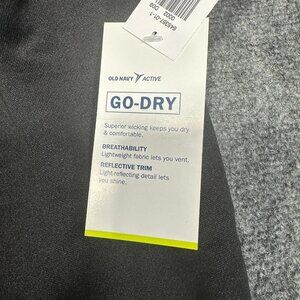 OLD NAVY ACTIVE
GO-DRY
Superior wicking keeps you dry
& comfortable.
BREATHABILITY
Lightweight fabric lets you vent.
REFLECTIVE TRIM
Light-reflecting detail lets
you shine.